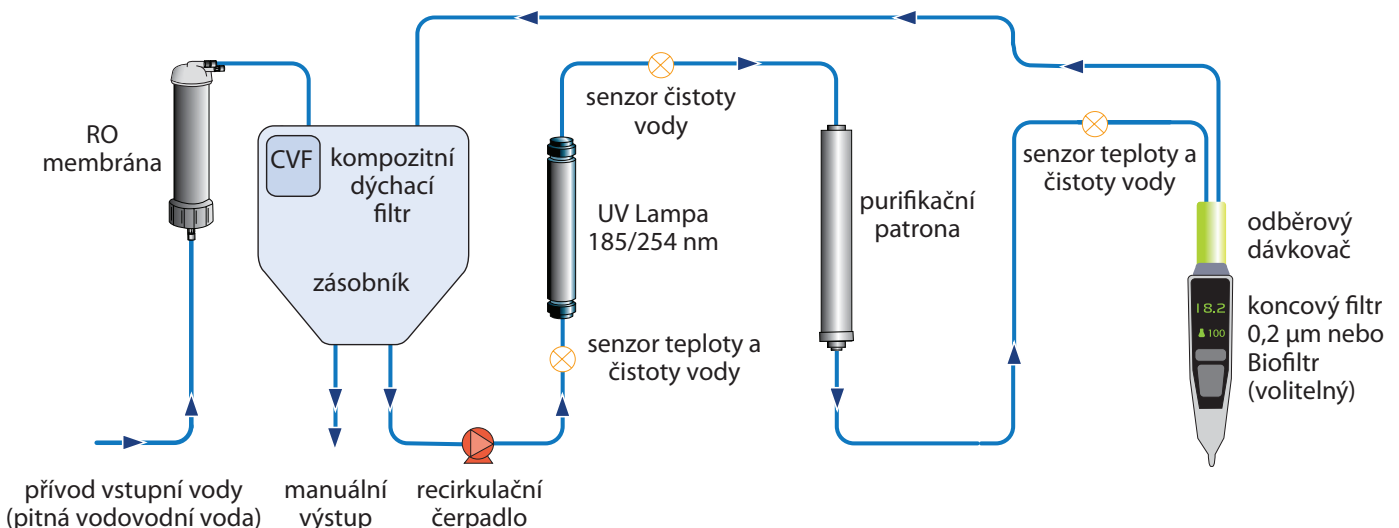 RO
membrána
CVF
kompozitní
dýchací
filtr
zásobník
senzor čistoty
vody
UV Lampa
185/254 nm
senzor teploty a
čistoty vody
purifikační
patrona
senzor teploty a
čistoty vody
odběrový
dávkovač
18.2
100
koncový filtr
0,2 µm nebo
Biofiltr
(volitelný)
přívod vstupní vody
(pitná vodovodní voda)
manuální
výstup
recirkulační
čerpadlo